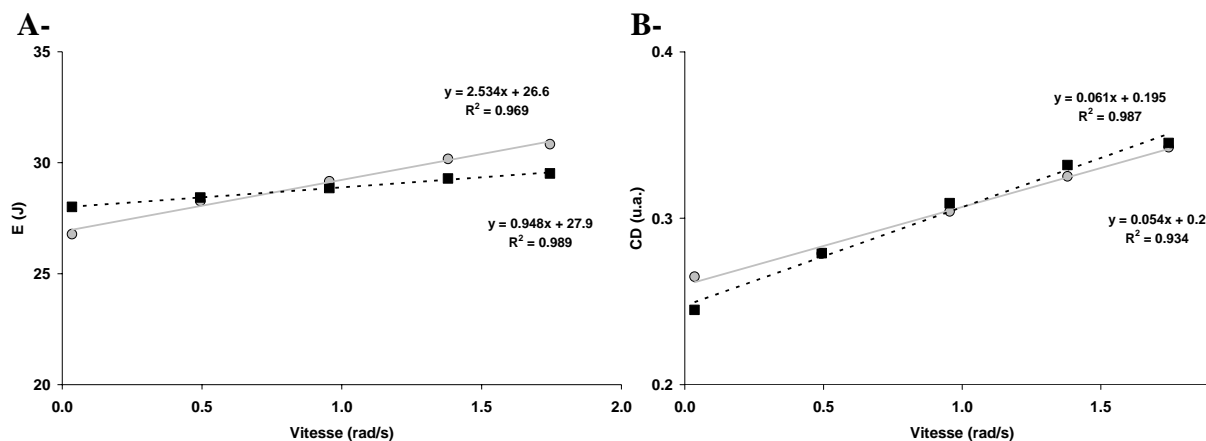 A-
35
30
25
20
E (J)
y = 2.534x + 26.6
R² = 0.969
y = 0.948x + 27.9
R² = 0.989
0.0 0.5 1.0 1.5 2.0
Vitesse (rad/s)
B-
0.4
0.3
0.2
CD (u.a.)
y = 0.061x + 0.195
R² = 0.987
y = 0.054x + 0.2
R² = 0.934
0.0 0.5 1.0 1.5
Vitesse (rad/s)